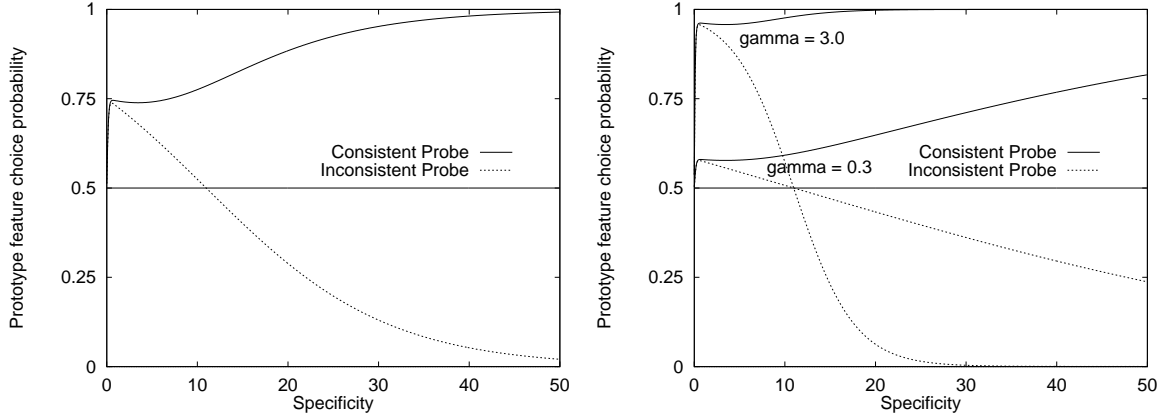 Prototype feature choice probability
1
0.75
0.5
0.25
0
Consistent Probe
Inconsistent Probe
0 10 20 30 40 50
Specificity
Prototype feature choice probability
1
0.75
0.5
0.25
0
gamma = 3.0
Consistent Probe
Inconsistent Probe
gamma = 0.3
0 10 20 30 40 50
Specificity